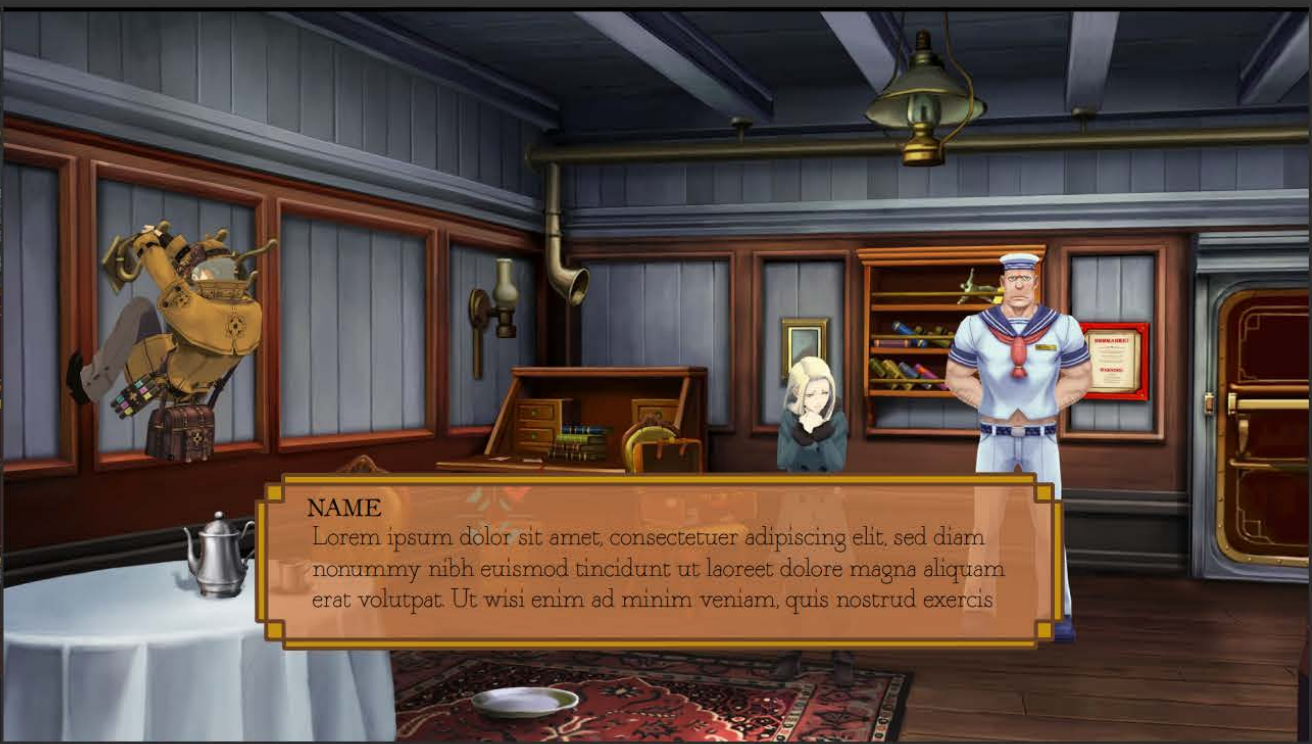 NAME
Lorem ipsum dolor sit amet, consectetuer adipiscing elit, sed diam
nonummy nibh euismod tincidunt ut laoreet dolore magna aliquam
erat volutpat. Ut wisi enim ad minim veniam, quis nostrud exercis
WARNING!